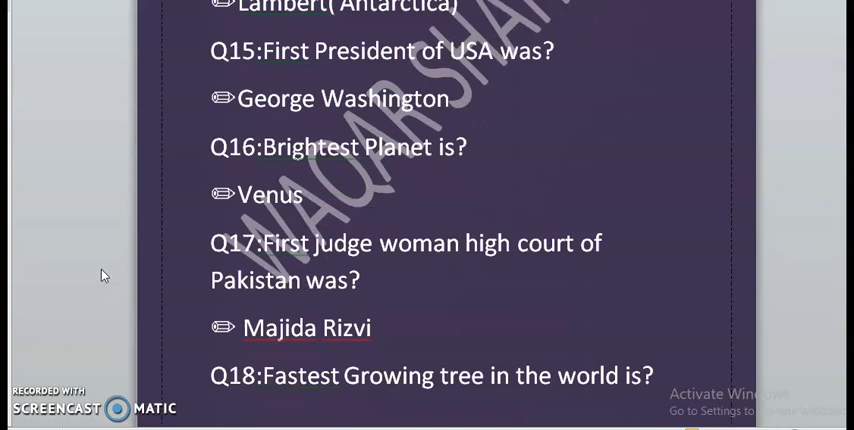 Lambert( Antarctica)
Q15:First President of USA was?
✏George Washington
Q16:Brightest Planet is?
✏Venus
Q17:First judge woman high court of
Pakistan was?
✏ Majida Rizvi
Q18:Fastest Growing tree in the world is?
WAQAR SHA
RECORDED WITH
SCREENCAST MATIC
Activate Windows
Go to Settings to